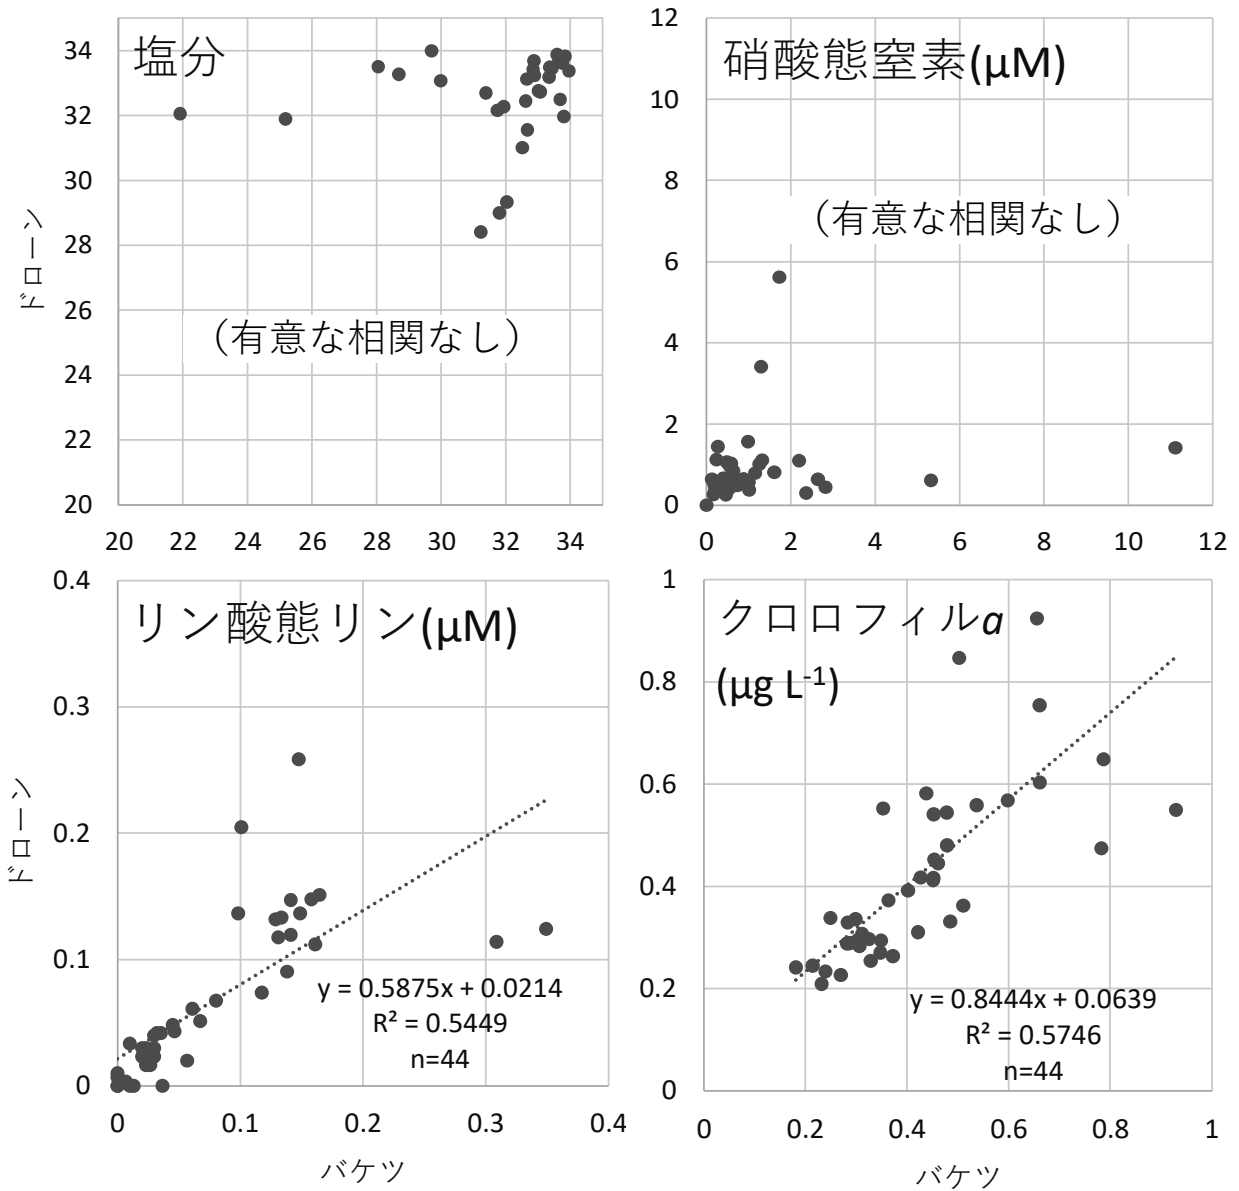 塩分
34
32
30
28
26
24
22
20
20 22 24 26 28 30 32 34
ドローン
（有意な相関なし）
硝酸態窒素(μM)
12
10
8
6
4
2
0
0 2 4 6 8 10 12
（有意な相関なし）
リン酸態リン(μM)
0.4
0.3
0.2
0.1
0
0 0.1 0.2 0.3 0.4
ドローン
バケツ
y = 0.5875x + 0.0214
R² = 0.5449
n=44
クロロフィルa
(μg L-1)
1
0.8
0.6
0.4
0.2
0
0 0.2 0.4 0.6 0.8 1
バケツ
y = 0.8444x + 0.0639
R² = 0.5746
n=44